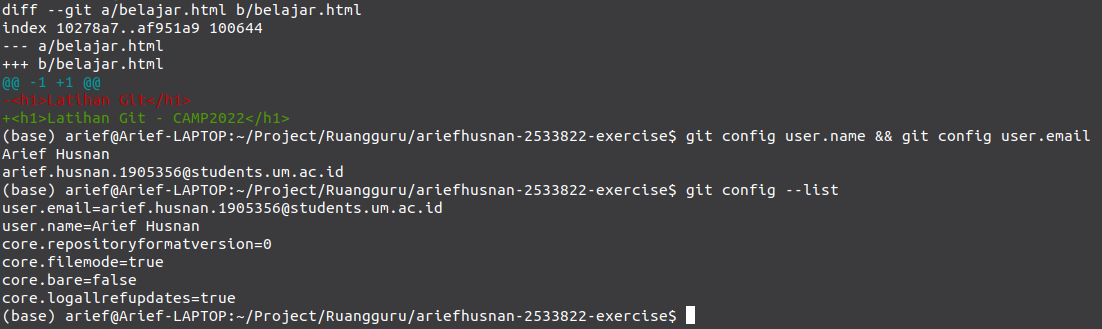 diff --git a/belajar.html b/belajar.html
index 10278a7..af951a9 100644
--- a/belajar.html
+++ b/belajar.html
@@ -1 +1 @@
-<h1>Latihan Git</h1>
+<h1>Latihan Git - CAMP2022</h1>
(base) arief@Arief-LAPTOP:~/Project/Ruangguru/ariefhusnan-2533822-exercise$ git config user.name && git config user.email
Arief Husnan
arief.husnan.1905356@students.um.ac.id
(base) arief@Arief-LAPTOP:~/Project/Ruangguru/ariefhusnan-2533822-exercise$ git config --list
user.email=arief.husnan.1905356@students.um.ac.id
user.name=Arief Husnan
core.repositoryformatversion=0
core.filemode=true
core.bare=false
core.logallrefupdates=true
(base) arief@Arief-LAPTOP:~/Project/Ruangguru/ariefhusnan-2533822-exercise$